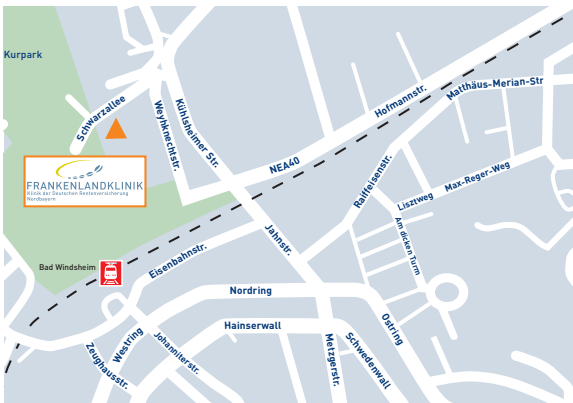 Kurpark
Schwarzallee
Weyhknechtstr.
Külsheimer Str.
Hofmannstr.
Matthäus-Merian-Str
NEA40
FRANKENLANDKLINIK
Klinik der Deutschen Rentenversicherung
Nordbayern
Raiffeisenstr.
Lisztweg
Max-Reger-Weg
Am dicken Turm
Jahnstr.
Bad Windsheim
Eisenbahnstr.
Nordring
Hainserwall
Ostring
Westring
Johanniterstr.
Zeughausstr.
Metzgerstr.
Schwedenwall